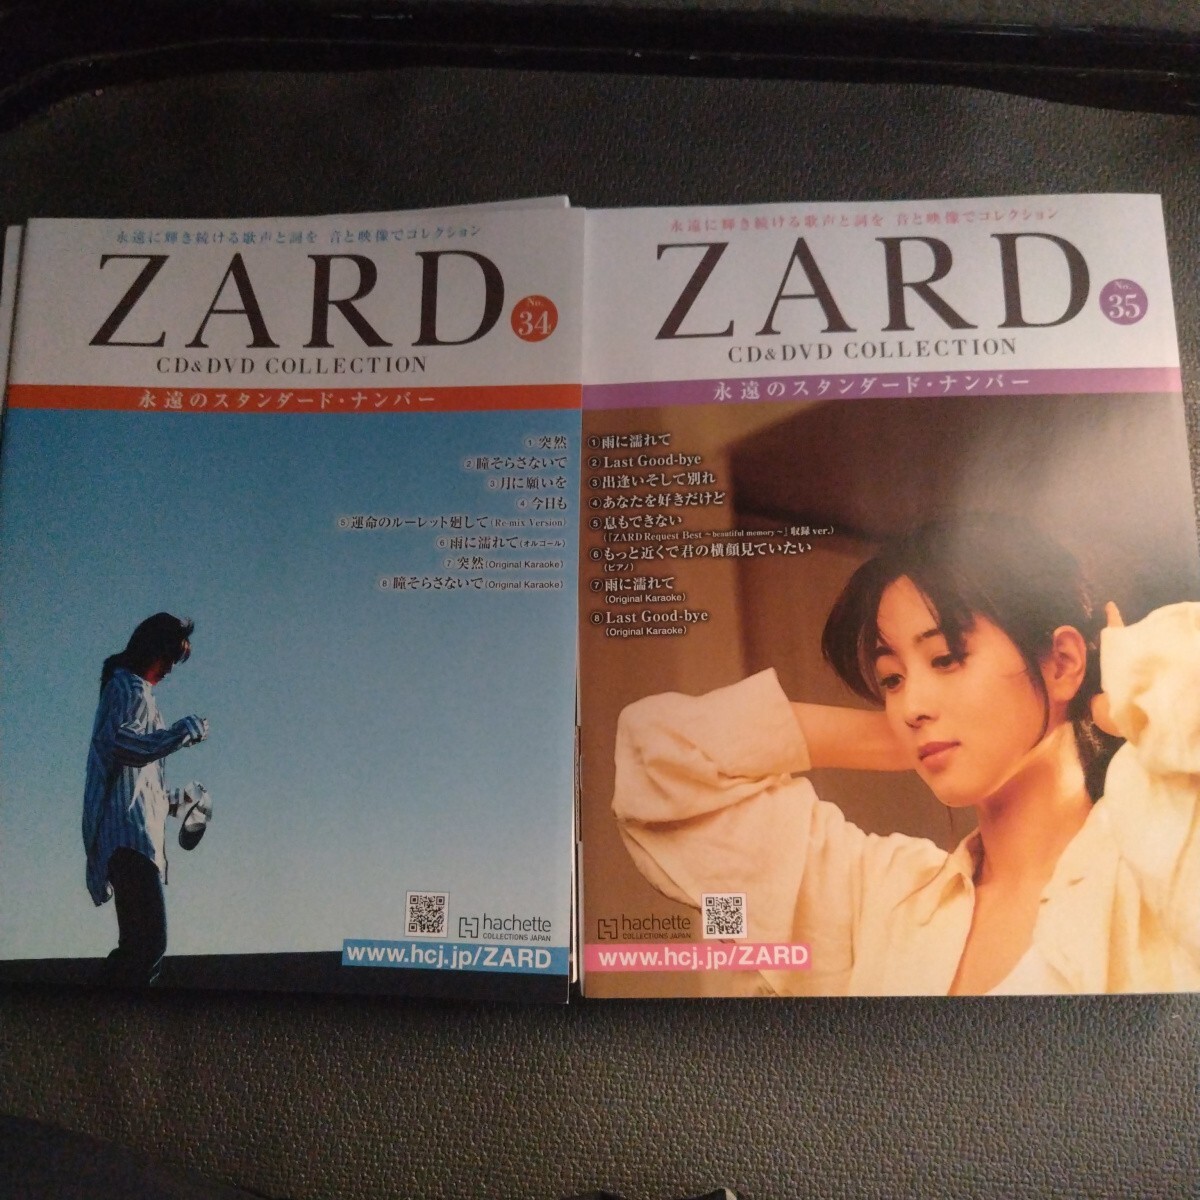 永遠に輝き続ける歌声と詞を 音と映像でコレクション
ZARD
No. 34
CD&DVD COLLECTION
永遠のスタンダード・ナンバー
① 突然
② 瞳そらさないで
③ 月に願いを
④ 今日も
⑤ 運命のルーレット廻して(Re-mix Version)
⑥ 雨に濡れて(オルゴール)
⑦ 突然(Original Karaoke)
⑧ 瞳そらさないで(Original Karaoke)
hachette
COLLECTIONS JAPAN
www.hcj.jp/ZARD
永遠に輝き続ける歌声と詞を 音と映像でコレクション
ZARD
No. 35
CD&DVD COLLECTION
永遠のスタンダード・ナンバー
① 雨に濡れて
② Last Good-bye
③ 出逢いそして別れ
④ あなたを好きだけど
⑤ 息もできない
(「ZARD Request Best ～beautiful memory～」収録 ver.)
⑥ もっと近くで君の横顔見ていたい
(ピアノ)
⑦ 雨に濡れて
(Original Karaoke)
⑧ Last Good-bye
(Original Karaoke)
hachette
COLLECTIONS JAPAN
www.hcj.jp/ZARD